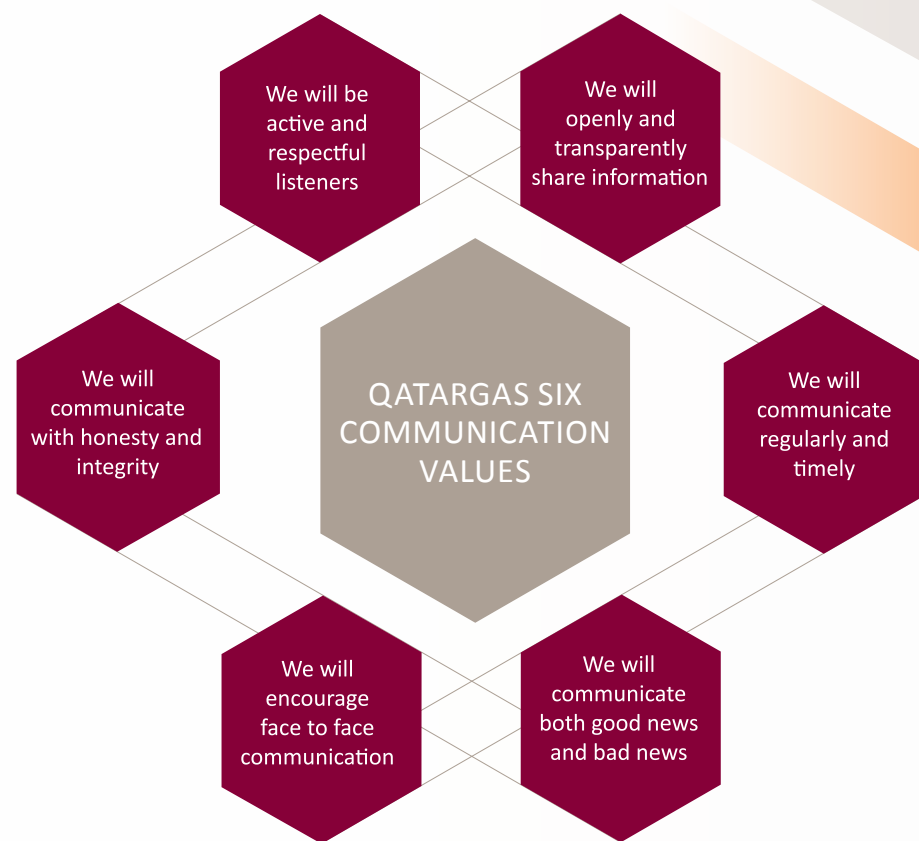 We will be
active and
respectful
listeners
We will
openly and
transparently
share information
We will
communicate
with honesty and
integrity
QATARGAS SIX
COMMUNICATION
VALUES
We will
communicate
regularly and
timely
We will
encourage
face to face
communication
We will
communicate
both good news
and bad news